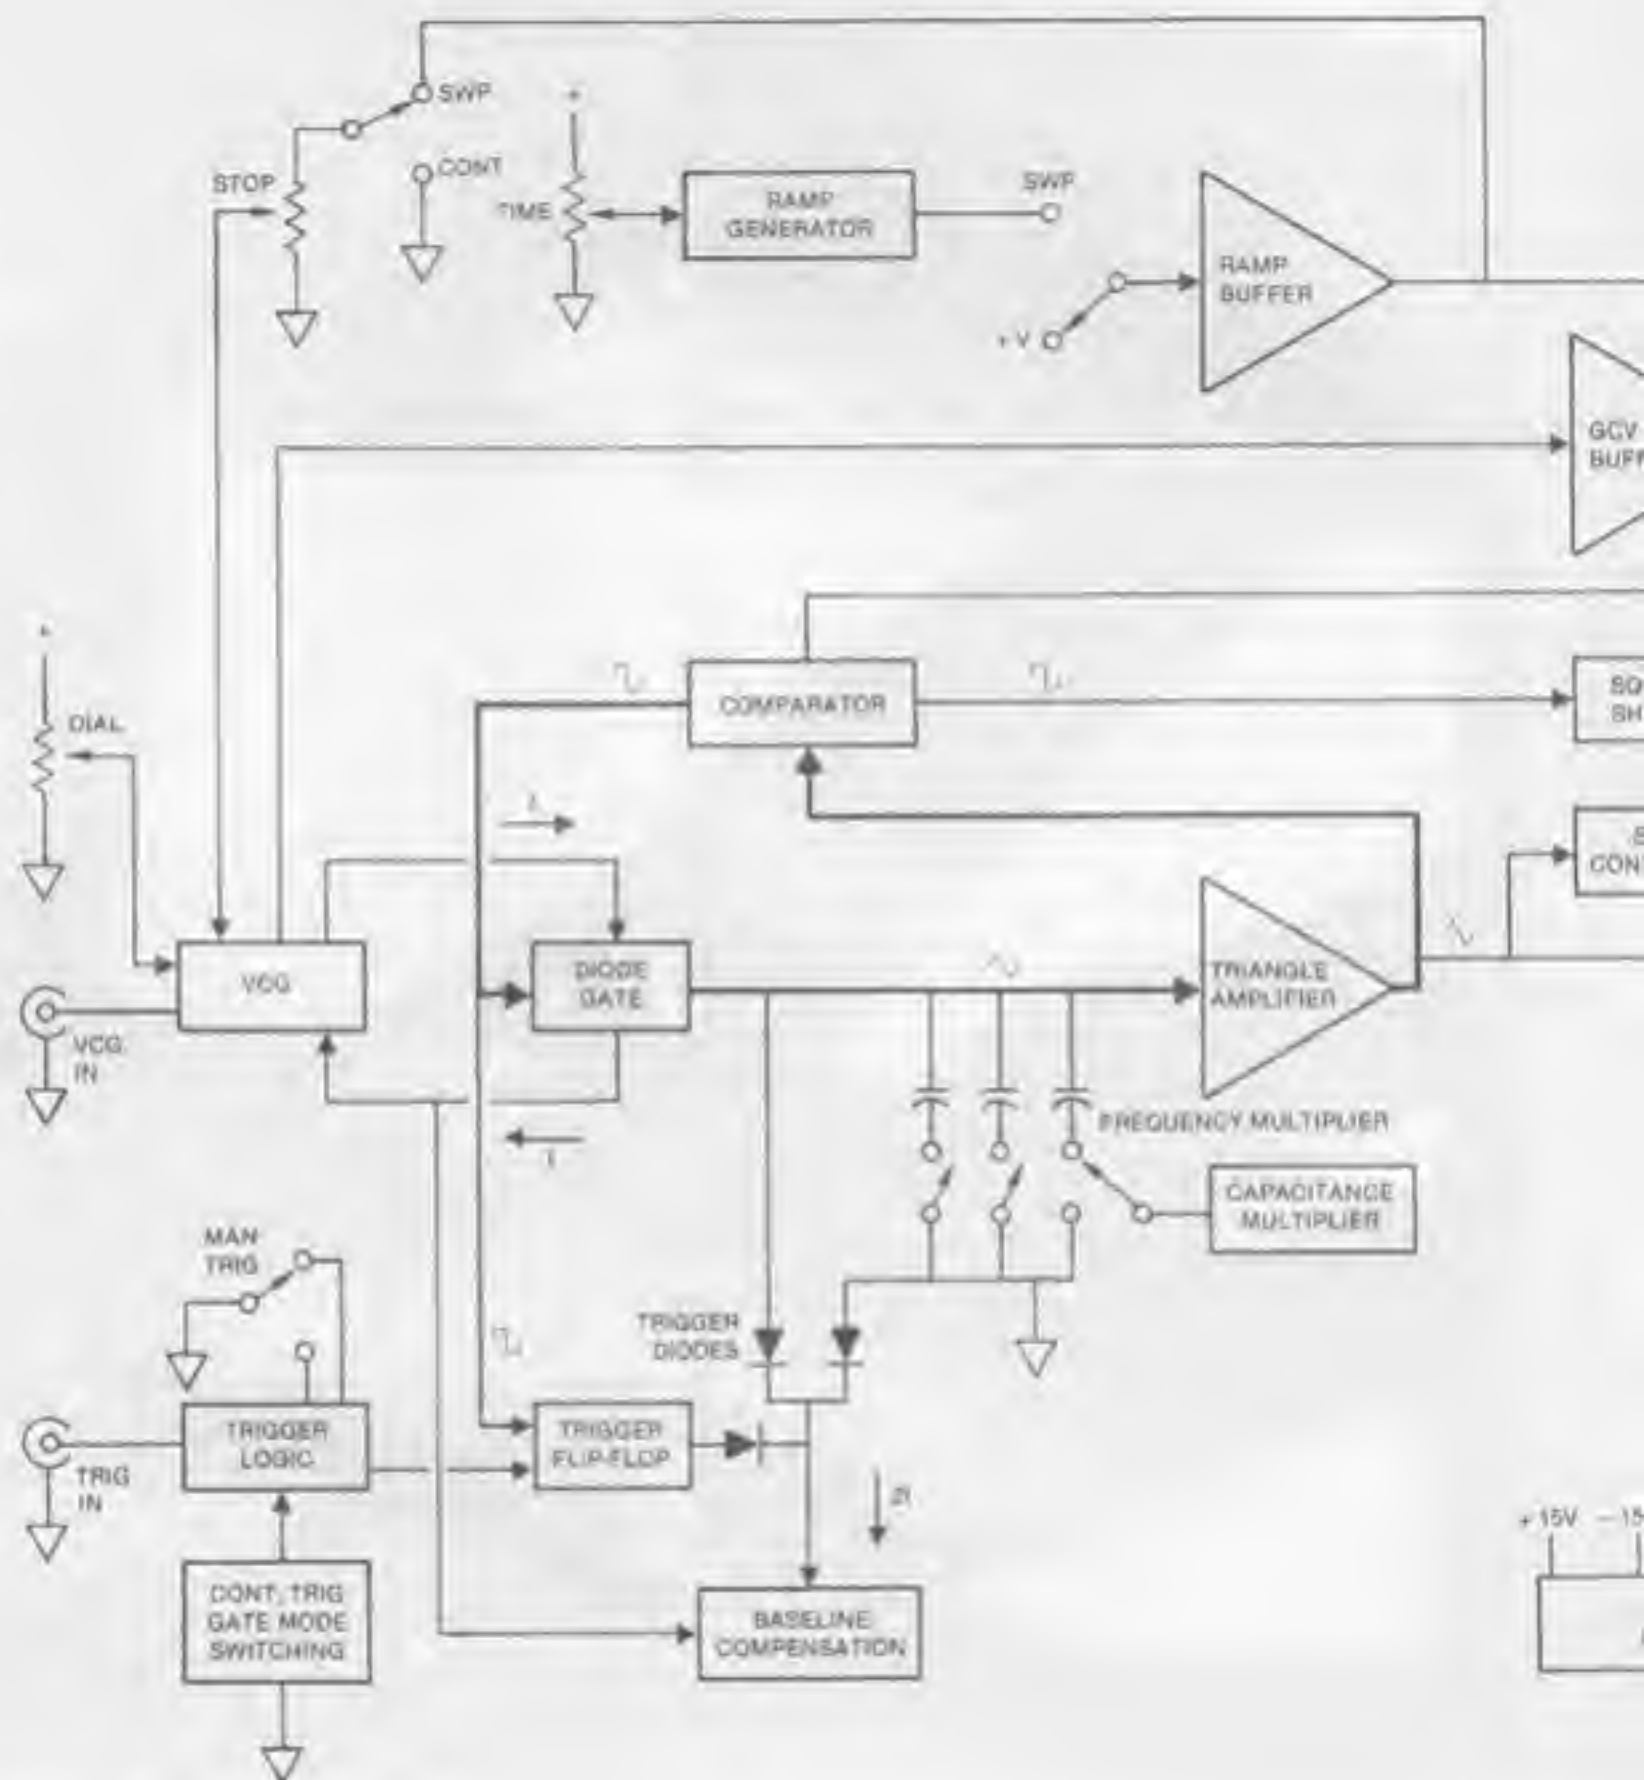 SWP
CONT
STOP
+
TIME
RAMP
GENERATOR
SWP
+V
RAMP
BUFFER
GCV
+
DIAL
COMPARATOR
VCG
VCG
IN
i
DIODE
GATE
i
TRIANGLE
AMPLIFIER
FREQUENCY MULTIPLIER
CAPACITANCE
MULTIPLIER
MAN
TRIG
TRIGGER
DIODES
TRIGGER
LOGIC
TRIG
IN
TRIGGER
FLIP-FLOP
2i
CONT, TRIG
GATE MODE
SWITCHING
BASELINE
COMPENSATION
+15V